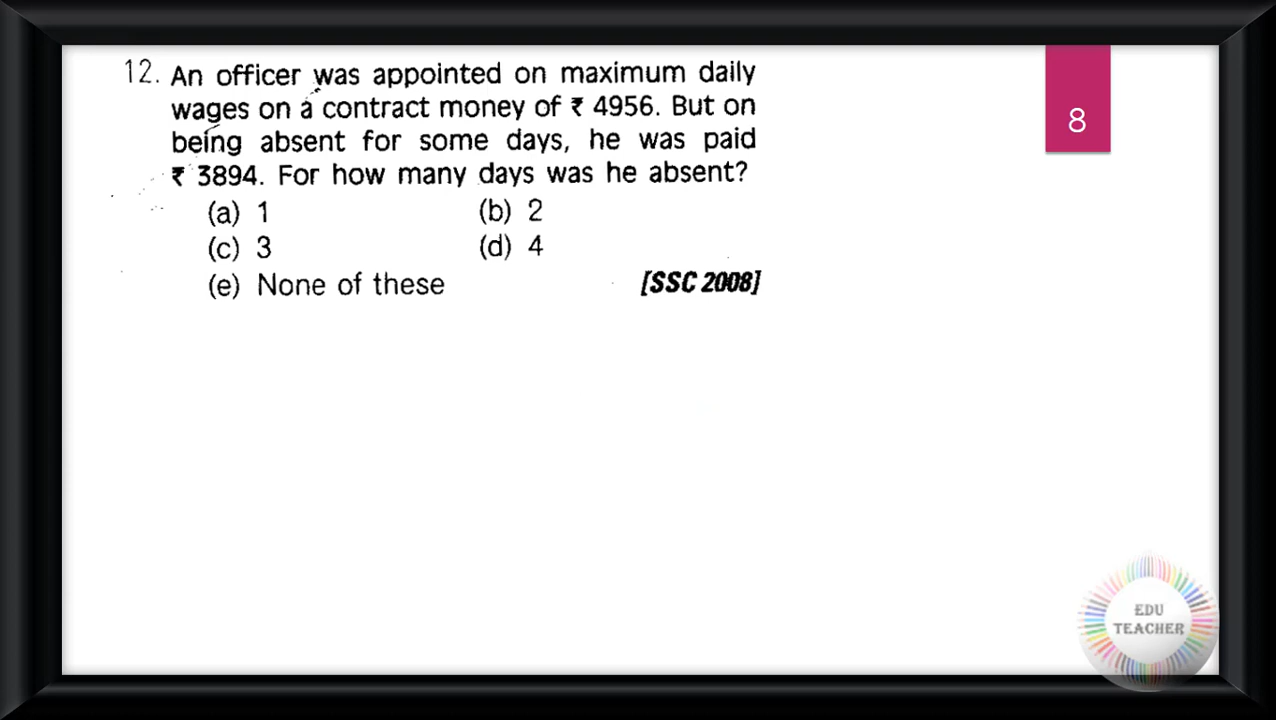 12. An officer was appointed on maximum daily
wages on a contract money of ₹ 4956. But on
being absent for some days, he was paid
₹ 3894. For how many days was he absent?
(a) 1 (b) 2
(c) 3 (d) 4
(e) None of these [SSC 2008]
8
EDU
TEACHER